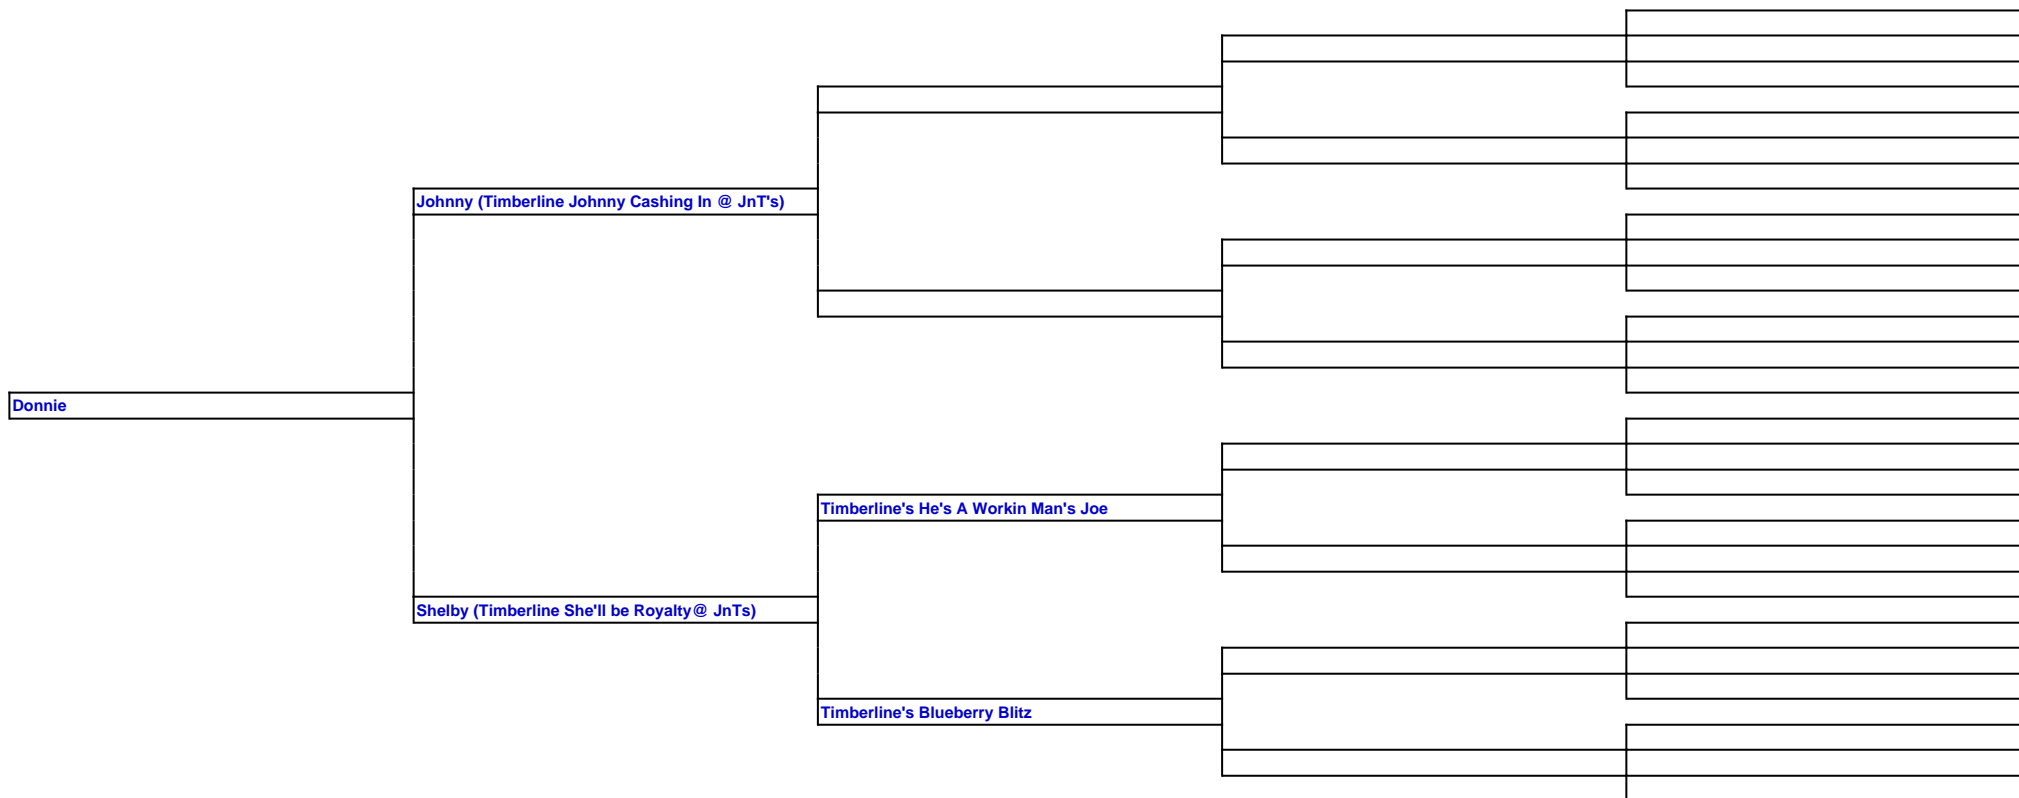 Johnny (Timberline Johnny Cashing In @ JnT's)
Donnie
Timberline's He's A Workin Man's Joe
Shelby (Timberline She'll be Royalty@ JnTs)
Timberline's Blueberry Blitz